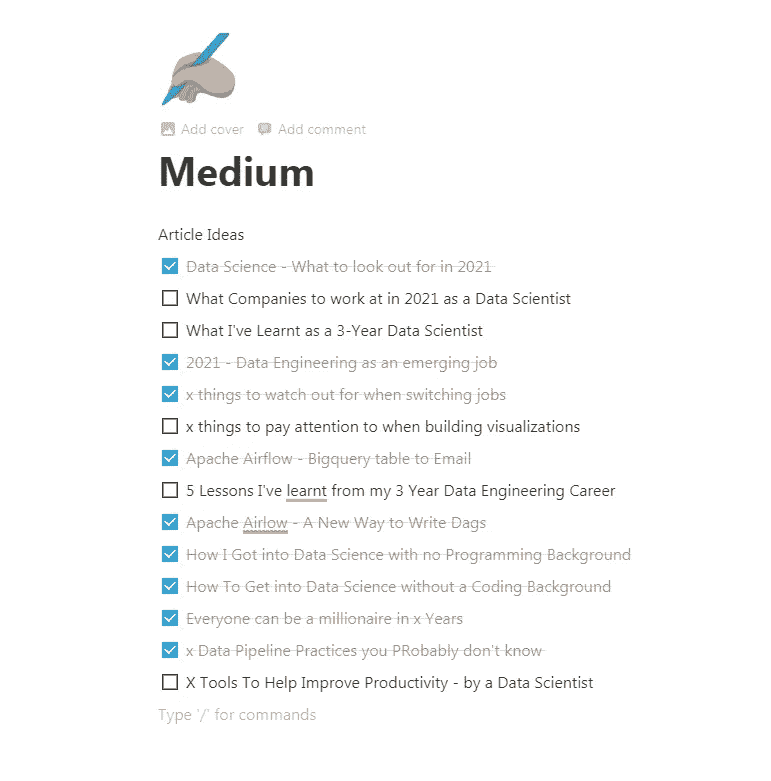 Add cover Add comment
Medium
Article Ideas
Data Science - What to look out for in 2021
What Companies to work at in 2021 as a Data Scientist
What I've Learnt as a 3-Year Data Scientist
2021 - Data Engineering as an emerging job
x things to watch out for when switching jobs
x things to pay attention to when building visualizations
Apache Airflow - Bigquery table to Email
5 Lessons I've learnt from my 3 Year Data Engineering Career
Apache Airlow - A New Way to Write Dags
How I Got into Data Science with no Programming Background
How To Get into Data Science without a Coding Background
Everyone can be a millionaire in x Years
x Data Pipeline Practices you PRobably don't know
X Tools To Help Improve Productivity - by a Data Scientist
Type '/' for commands